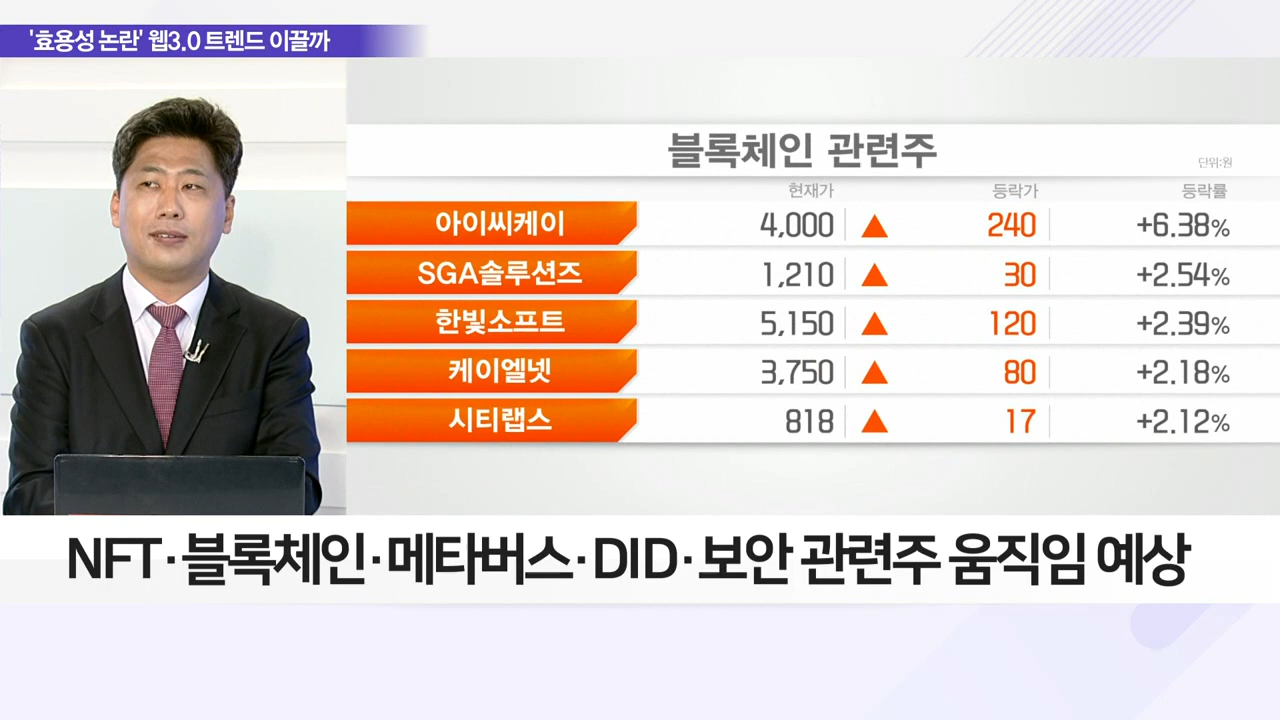 '효용성 논란' 웹3.0 트렌드 이끌까
블록체인 관련주
단위:원
현재가 등락가 등락률
아이씨케이 4,000 ▲ 240 +6.38%
SGA솔루션즈 1,210 ▲ 30 +2.54%
한빛소프트 5,150 ▲ 120 +2.39%
케이엘넷 3,750 ▲ 80 +2.18%
시티랩스 818 ▲ 17 +2.12%
NFT·블록체인·메타버스·DID·보안 관련주 움직임 예상